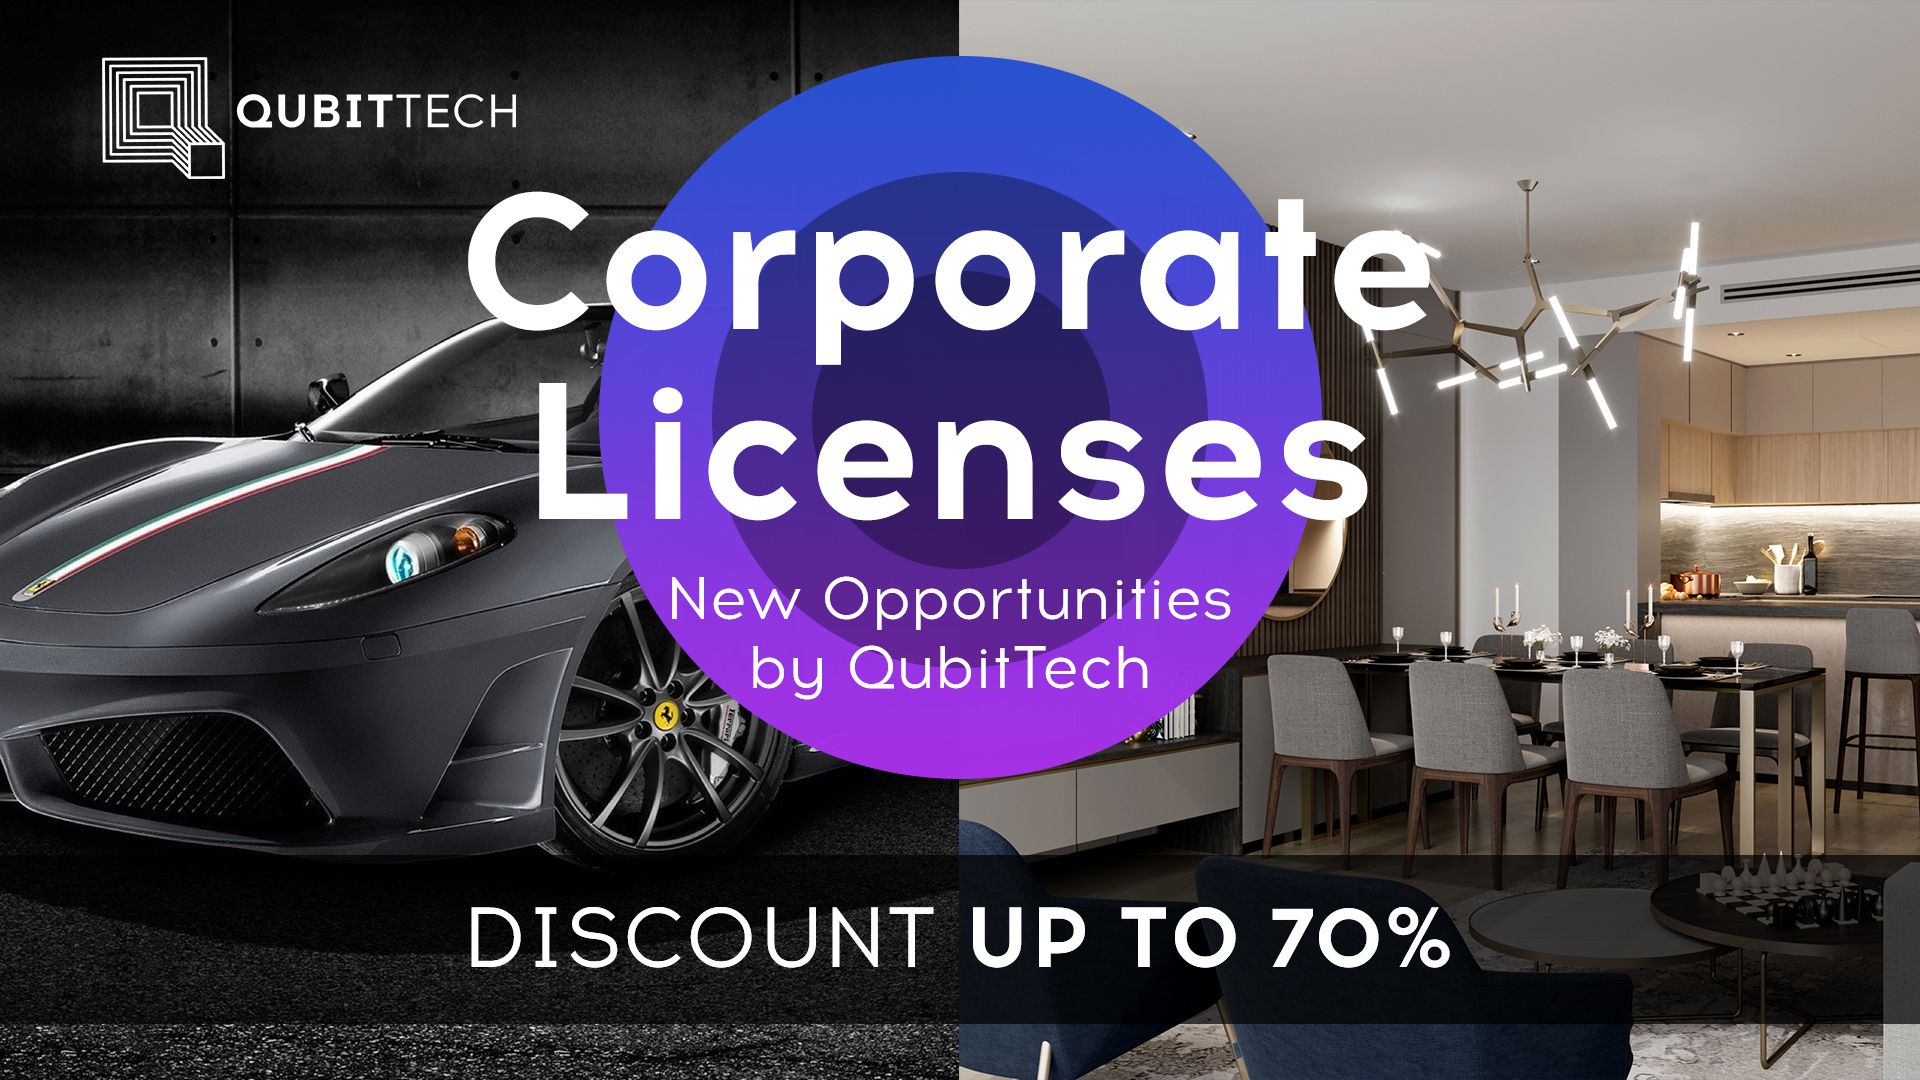 QUBITTECH
Corporate
Licenses
New Opportunities
by QubitTech
DISCOUNT UP TO 70%